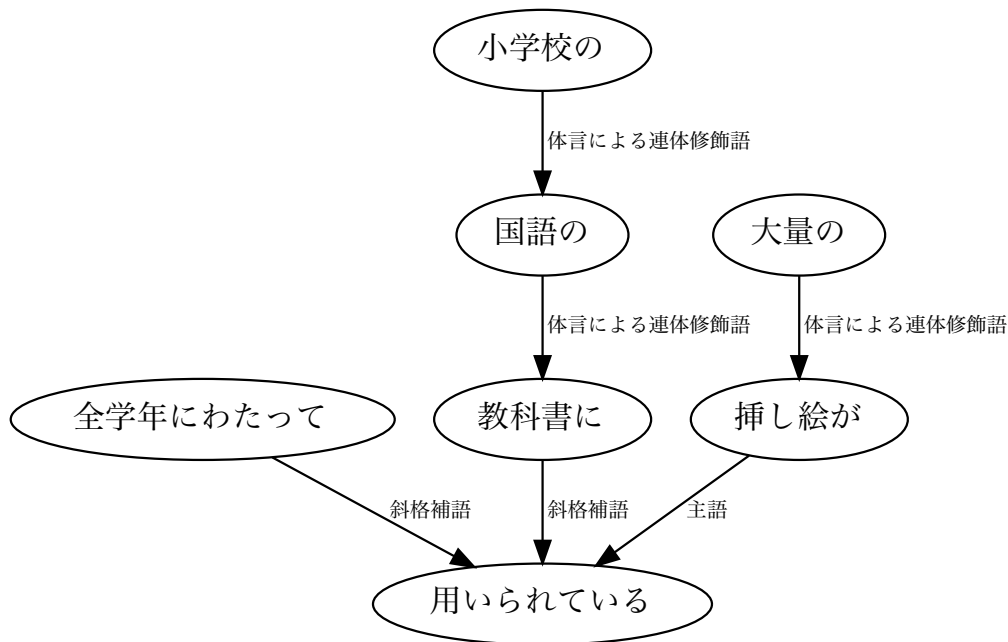 小学校の
体言による連体修飾語
国語の
大量の
体言による連体修飾語
体言による連体修飾語
全学年にわたって
教科書に
挿し絵が
斜格補語
斜格補語
主語
用いられている